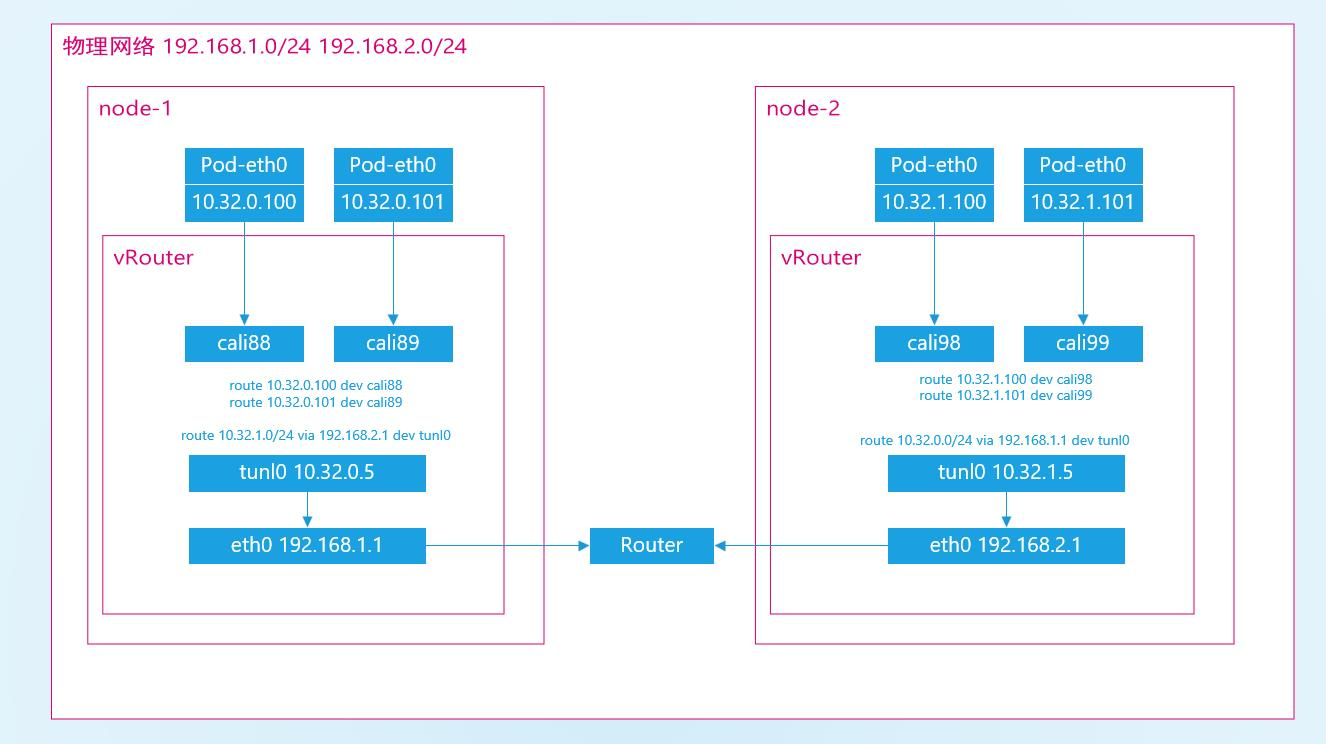 物理网络 192.168.1.0/24 192.168.2.0/24
node-1
Pod-eth0
10.32.0.100
Pod-eth0
10.32.0.101
vRouter
cali88
cali89
route 10.32.0.100 dev cali88
route 10.32.0.101 dev cali89
route 10.32.1.0/24 via 192.168.2.1 dev tunl0
tunl0 10.32.0.5
eth0 192.168.1.1
Router
node-2
Pod-eth0
10.32.1.100
Pod-eth0
10.32.1.101
vRouter
cali98
cali99
route 10.32.1.100 dev cali98
route 10.32.1.101 dev cali99
route 10.32.0.0/24 via 192.168.1.1 dev tunl0
tunl0 10.32.1.5
eth0 192.168.2.1